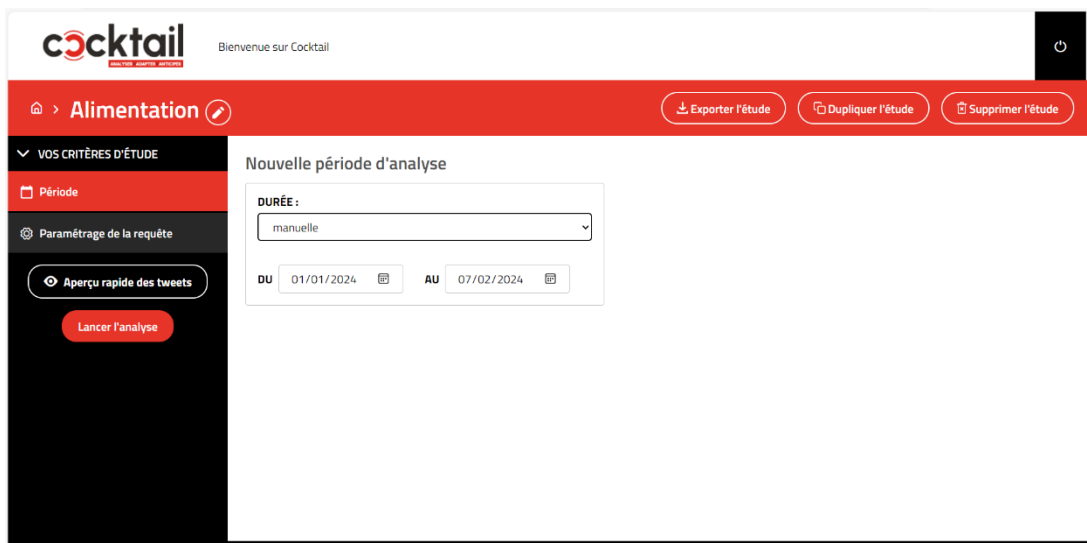 cocktail
ANALYSER ADAPTER ANTICIPER
Bienvenue sur Cocktail
> Alimentation
Exporter l'étude
Dupliquer l'étude
Supprimer l'étude
VOS CRITÈRES D'ÉTUDE
Période
Paramétrage de la requête
Aperçu rapide des tweets
Lancer l'analyse
Nouvelle période d'analyse
DURÉE :
manuelle
DU 01/01/2024 AU 07/02/2024